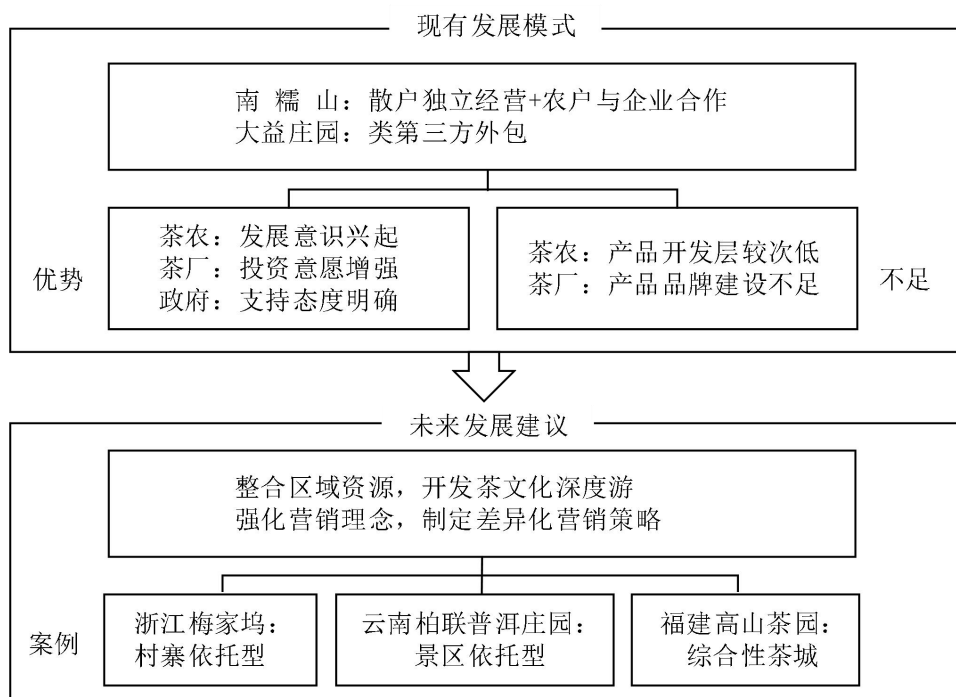 现有发展模式
南糯山：散户独立经营+农户与企业合作
大益庄园：类第三方外包
优势
茶农：发展意识兴起
茶厂：投资意愿增强
政府：支持态度明确
茶农：产品开发层较次低
茶厂：产品品牌建设不足
不足
未来发展建议
整合区域资源，开发茶文化深度游
强化营销理念，制定差异化营销策略
案例
浙江梅家坞：
村寨依托型
云南柏联普洱庄园：
景区依托型
福建高山茶园：
综合性茶城